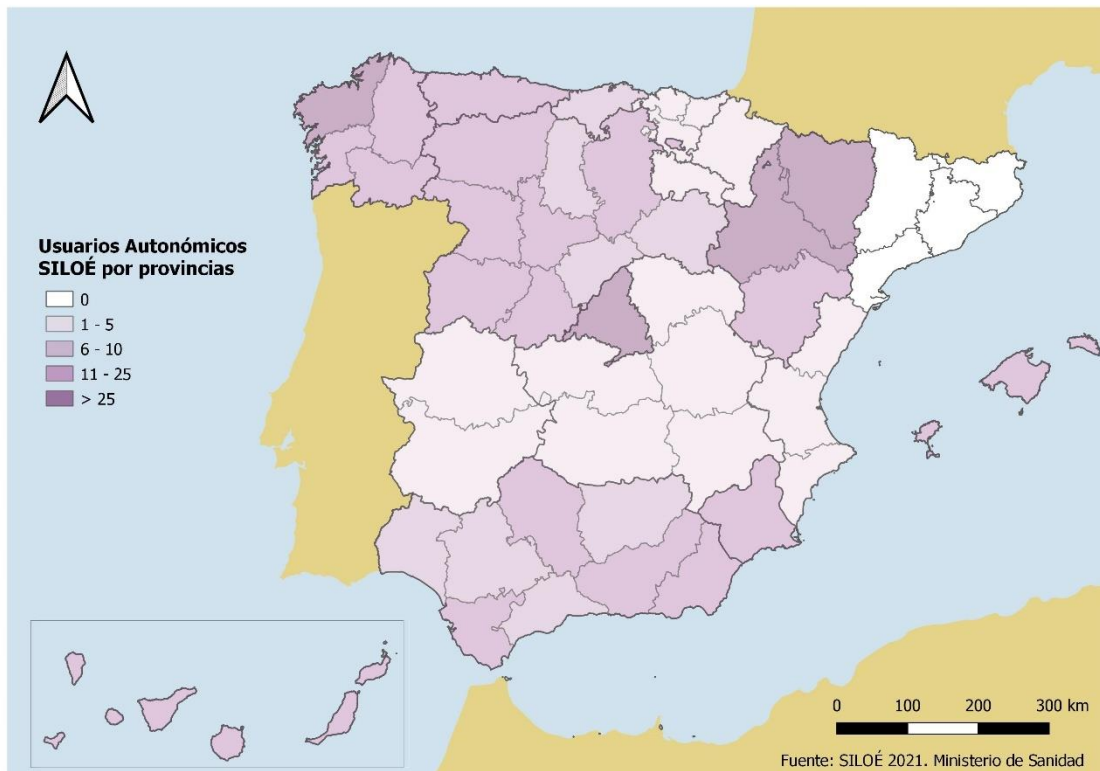 Usuarios Autonómicos
SILOÉ por provincias
0
1 - 5
6 - 10
11 - 25
> 25
0 100 200 300 km
Fuente: SILOÉ 2021. Ministerio de Sanidad